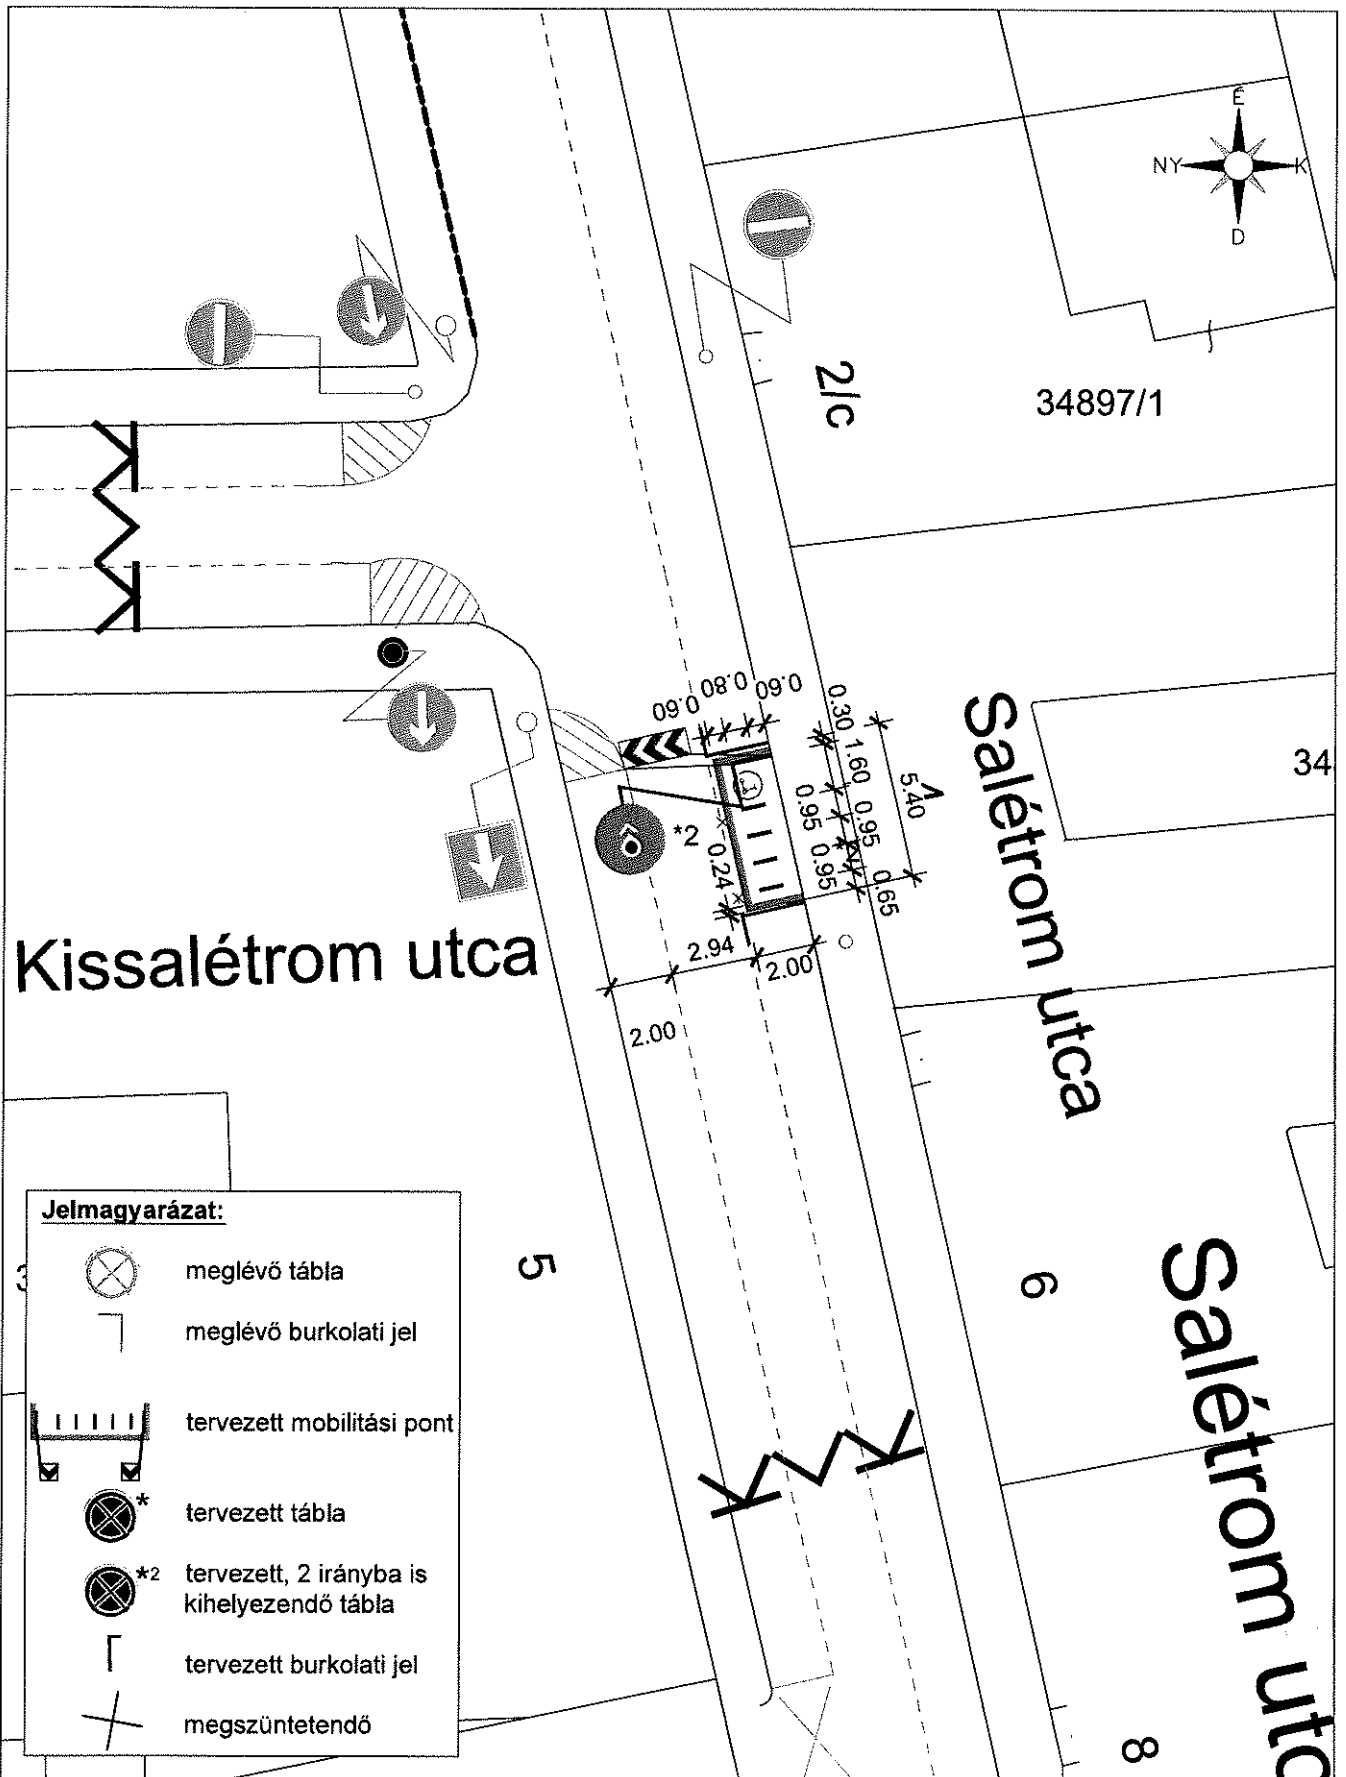 É
NY
K
D
2/c
34897/1
0.60
0.80
0.60
0.30
1.60
0.95
0.95
0.95
0.65
5.40
4
34
*2
0.24
2.94
2.00
2.00
Kissalétrom utca
Salétrom utca
5
6
8
Salétrom utc
Jelmagyarázat:
meglévő tábla
meglévő burkolati jel
tervezett mobilitási pont
* tervezett tábla
*2 tervezett, 2 irányba is
kihelyezendő tábla
tervezett burkolati jel
megszüntetendő